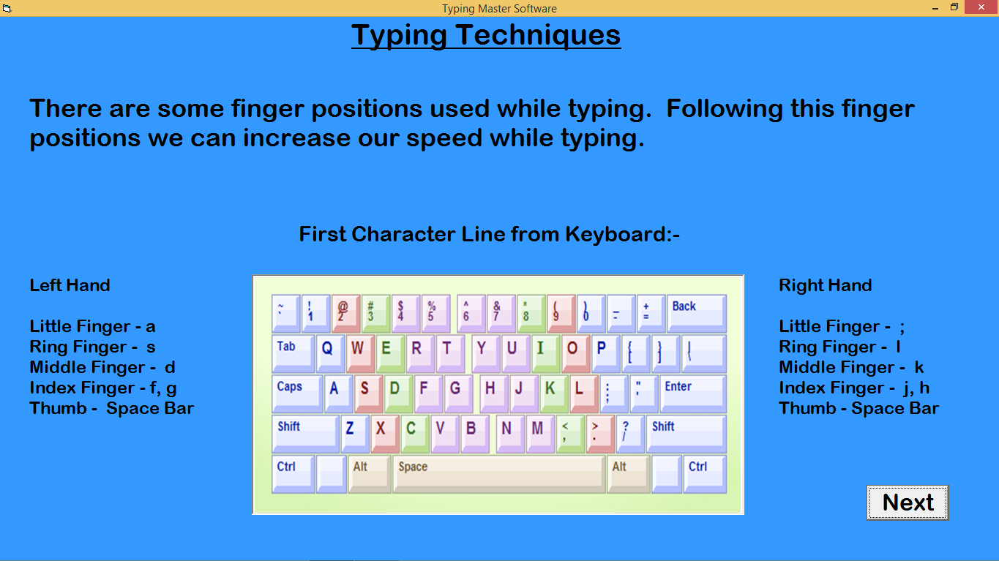 Typing Master Software
Typing Techniques
There are some finger positions used while typing.  Following this finger
positions we can increase our speed while typing.
First Character Line from Keyboard:-
Left Hand
Little Finger - a
Ring Finger -  s
Middle Finger -  d
Index Finger - f, g
Thumb -  Space Bar
~ ! @ # $ % ^ & * ( ) _ + Back
` 1 2 3 4 5 6 7 8 9 0 - =
Tab Q W E R T Y U I O P { } |
[ ] \
Caps A S D F G H J K L : " Enter
; '
Shift Z X C V B N M < > ? Shift
, . /
Ctrl Alt Space Alt Ctrl
Right Hand
Little Finger -  ;
Ring Finger -  l
Middle Finger -  k
Index Finger -  j, h
Thumb - Space Bar
Next